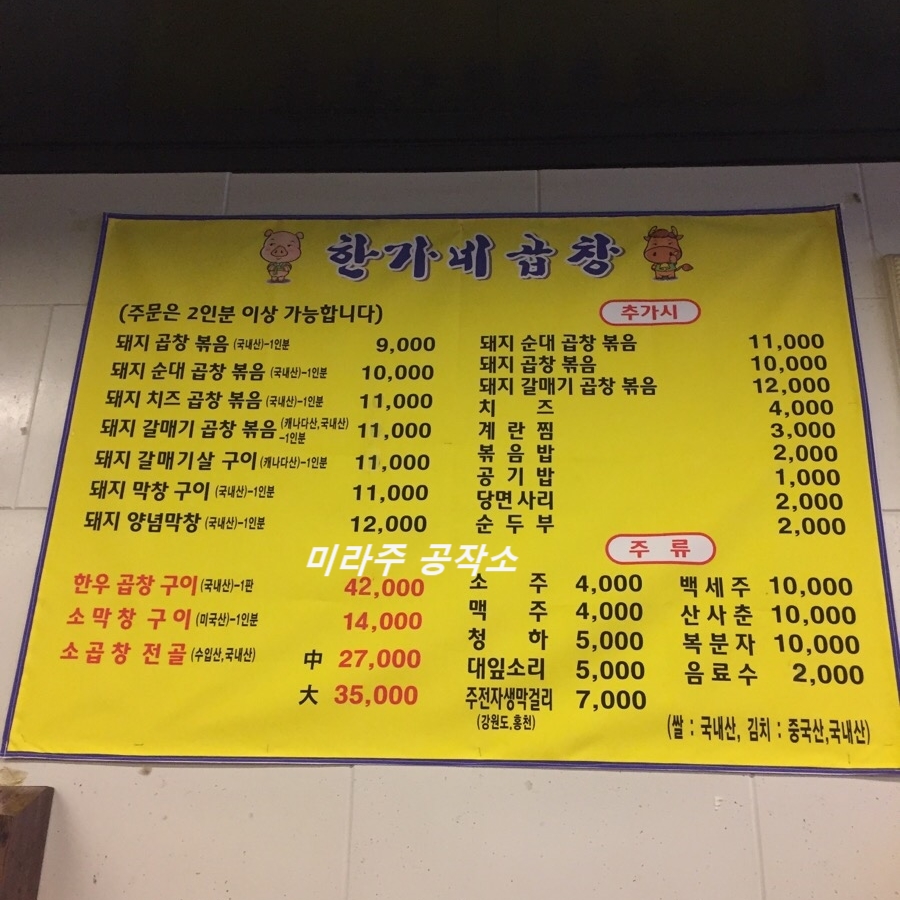 한가네곱창
(주문은 2인분 이상 가능합니다)
돼지 곱창 볶음 (국내산)-1인분 9,000
돼지 순대 곱창 볶음 (국내산)-1인분 10,000
돼지 치즈 곱창 볶음 (국내산)-1인분 11,000
돼지 갈매기 곱창 볶음 (캐나다산,국내산)-1인분 11,000
돼지 갈매기살 구이 (캐나다산)-1인분 11,000
돼지 막창 구이 (국내산)-1인분 11,000
돼지 양념막창 (국내산)-1인분 12,000
한우 곱창 구이 (국내산)-1판 42,000
소 막창 구이 (미국산)-1인분 14,000
소곱창 전골 (수입산,국내산) 中 27,000
大 35,000
추가시
돼지 순대 곱창 볶음 11,000
돼지 곱창 볶음 10,000
돼지 갈매기 곱창 볶음 12,000
치 즈 4,000
계 란 찜 3,000
볶 음 밥 2,000
공 기 밥 1,000
당면 사리 2,000
순 두 부 2,000
주 류
소 주 4,000
맥 주 4,000
청 하 5,000
대잎소리 5,000
주전자생막걸리 7,000
(강원도,홍천)
백 세 주 10,000
산 사 춘 10,000
복 분 자 10,000
음 료 수 2,000
(쌀 : 국내산, 김치 : 중국산,국내산)
미라주 공작소